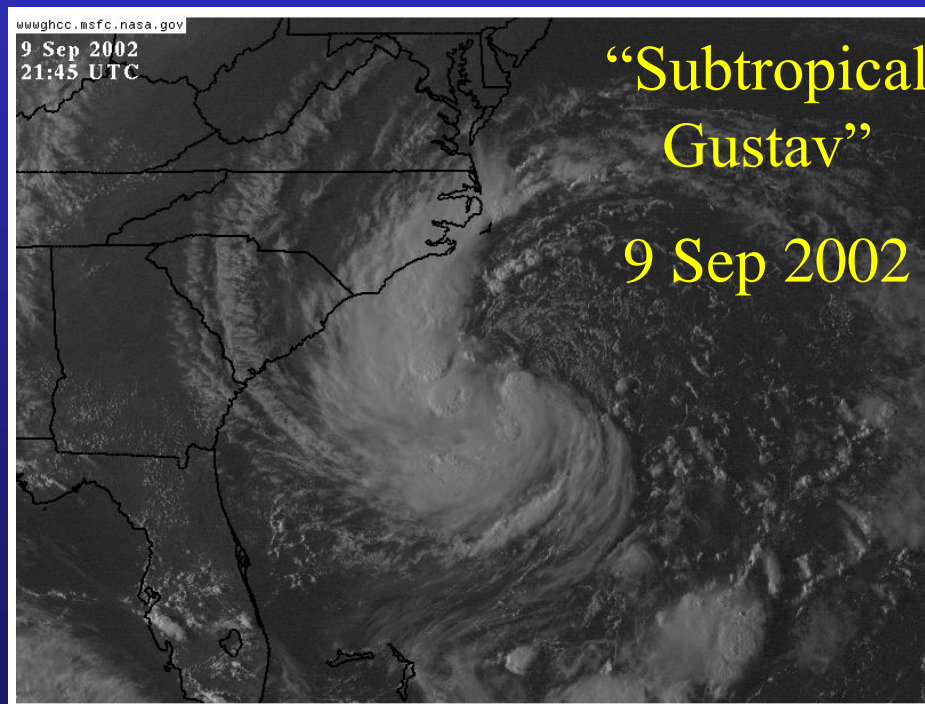 wwwghcc.msfc.nasa.gov
9 Sep 2002
21:45 UTC
“Subtropical
Gustav”
9 Sep 2002